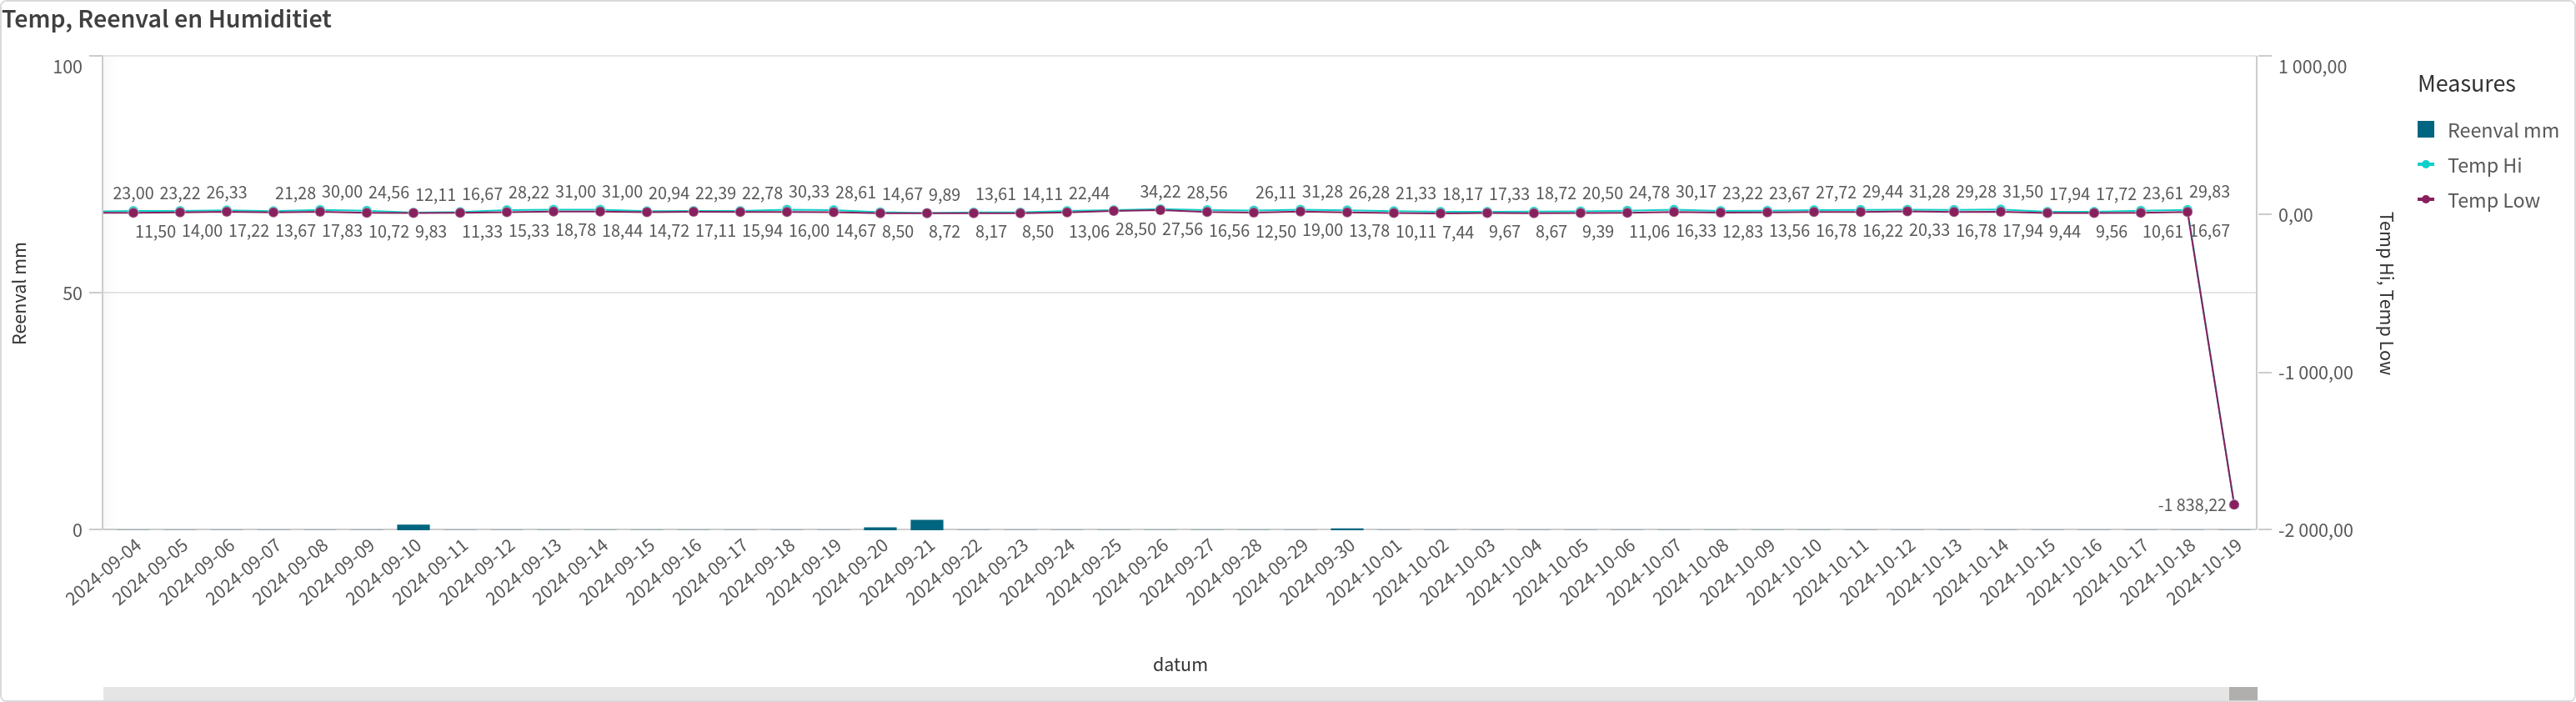 Temp, Reenval en Humiditiet
100
50
0
Reenval mm
23,00 23,22 26,33 21,28 30,00 24,56 12,11 16,67 28,22 31,00 31,00 20,94 22,39 22,78 30,33 28,61 14,67 9,89 13,61 14,11 22,44 34,22 28,56 26,11 31,28 26,28 21,33 18,17 17,33 18,72 20,50 24,78 30,17 23,22 23,67 27,72 29,44 31,28 29,28 31,50 17,94 17,72 23,61 29,83
11,50 14,00 17,22 13,67 17,83 10,72 9,83 11,33 15,33 18,78 18,44 14,72 17,11 15,94 16,00 14,67 8,50 8,72 8,17 8,50 13,06 28,50 27,56 16,56 12,50 19,00 13,78 10,11 7,44 9,67 8,67 9,39 11,06 16,33 12,83 13,56 16,78 16,22 20,33 16,78 17,94 9,44 9,56 10,61 16,67
-1 838,22
1 000,00
0,00
-1 000,00
-2 000,00
Temp Hi, Temp Low
2024-09-04 2024-09-05 2024-09-06 2024-09-07 2024-09-08 2024-09-09 2024-09-10 2024-09-11 2024-09-12 2024-09-13 2024-09-14 2024-09-15 2024-09-16 2024-09-17 2024-09-18 2024-09-19 2024-09-20 2024-09-21 2024-09-22 2024-09-23 2024-09-24 2024-09-25 2024-09-26 2024-09-27 2024-09-28 2024-09-29 2024-09-30 2024-10-01 2024-10-02 2024-10-03 2024-10-04 2024-10-05 2024-10-06 2024-10-07 2024-10-08 2024-10-09 2024-10-10 2024-10-11 2024-10-12 2024-10-13 2024-10-14 2024-10-15 2024-10-16 2024-10-17 2024-10-18 2024-10-19
datum
Measures
Reenval mm
Temp Hi
Temp Low